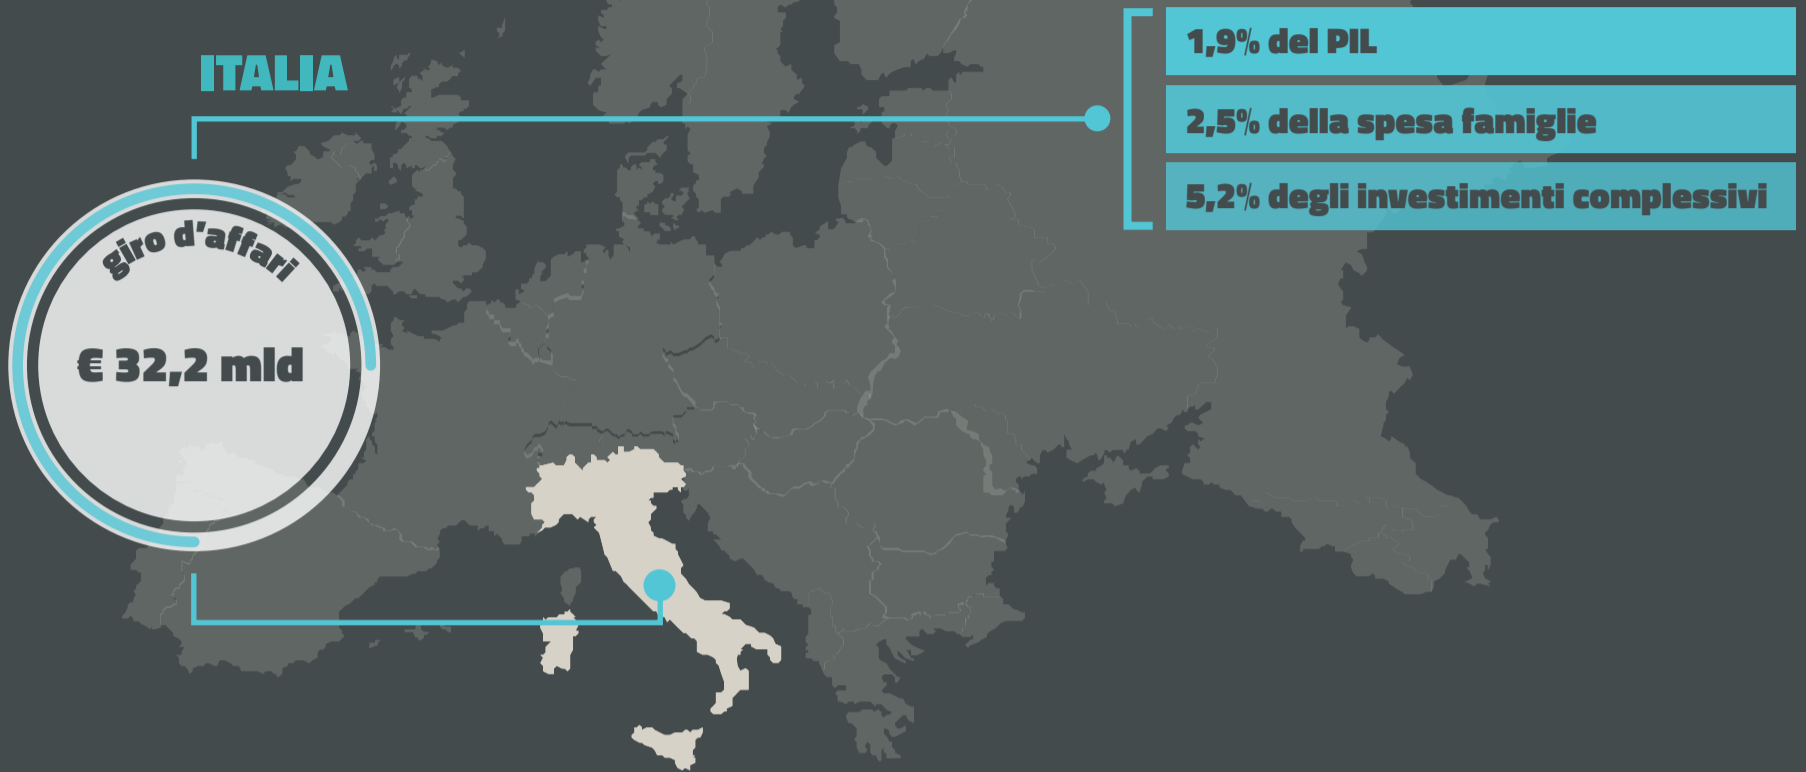 ITALIA
giro d'affari
€ 32,2 mld
1,9% del PIL
2,5% della spesa famiglie
5,2% degli investimenti complessivi